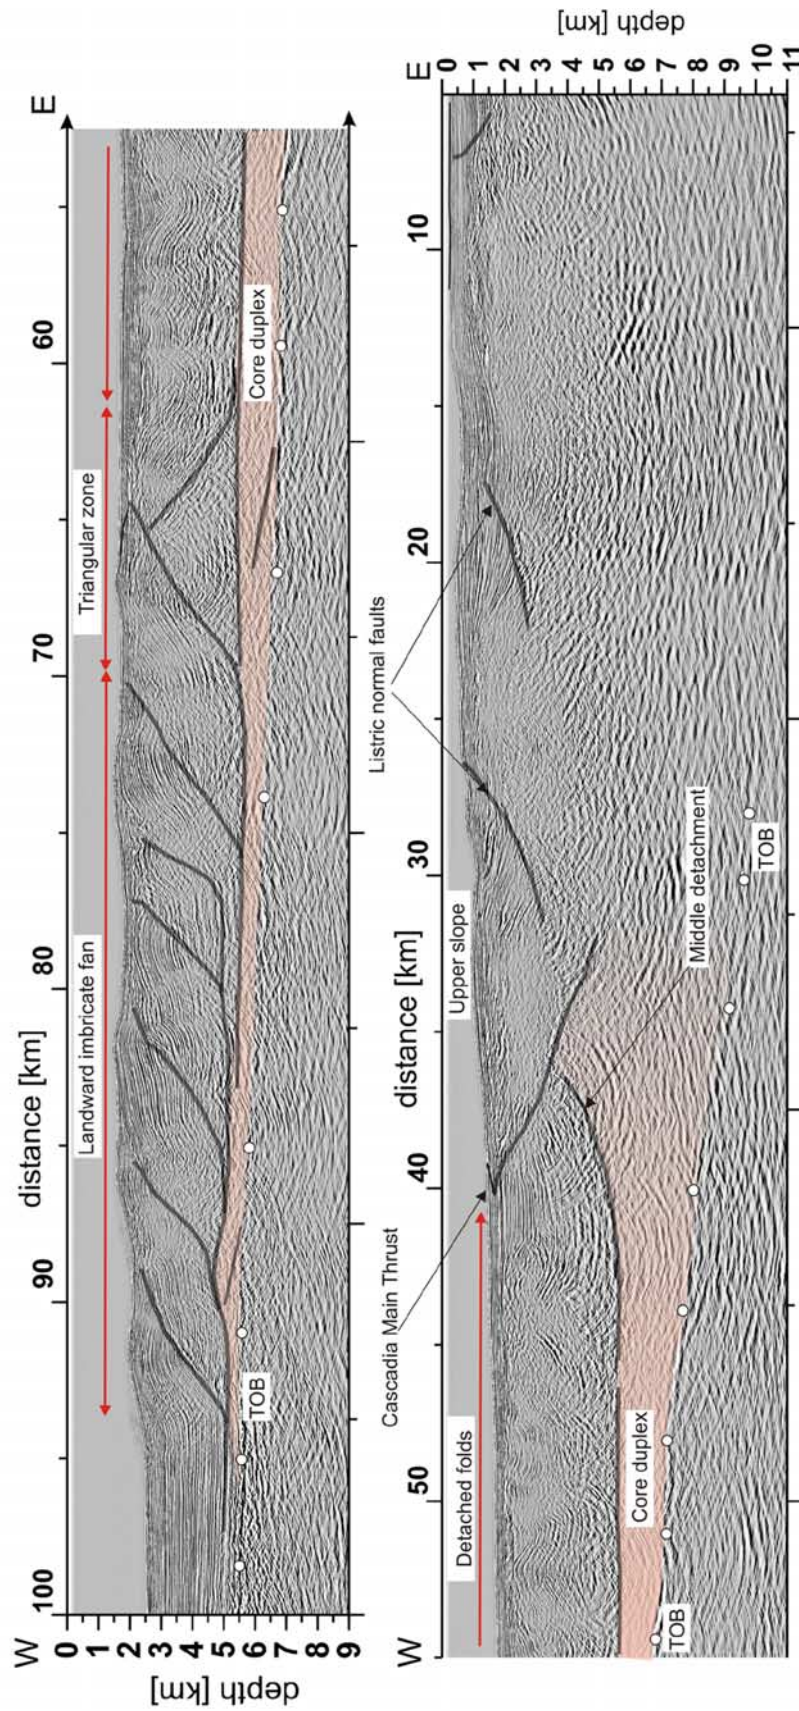 W
distance [km]
E
100
90
80
70
60
depth [km]
0
1
2
3
4
5
6
7
9
Landward imbricate fan
Triangular zone
Core duplex
TOB
W
distance [km]
E
50
40
30
20
10
depth [km]
0
1
2
3
4
5
6
7
8
9
10
11
Cascadia Main Thrust
Listric normal faults
Detached folds
Upper slope
Core duplex
Middle detachment
TOB
TOB